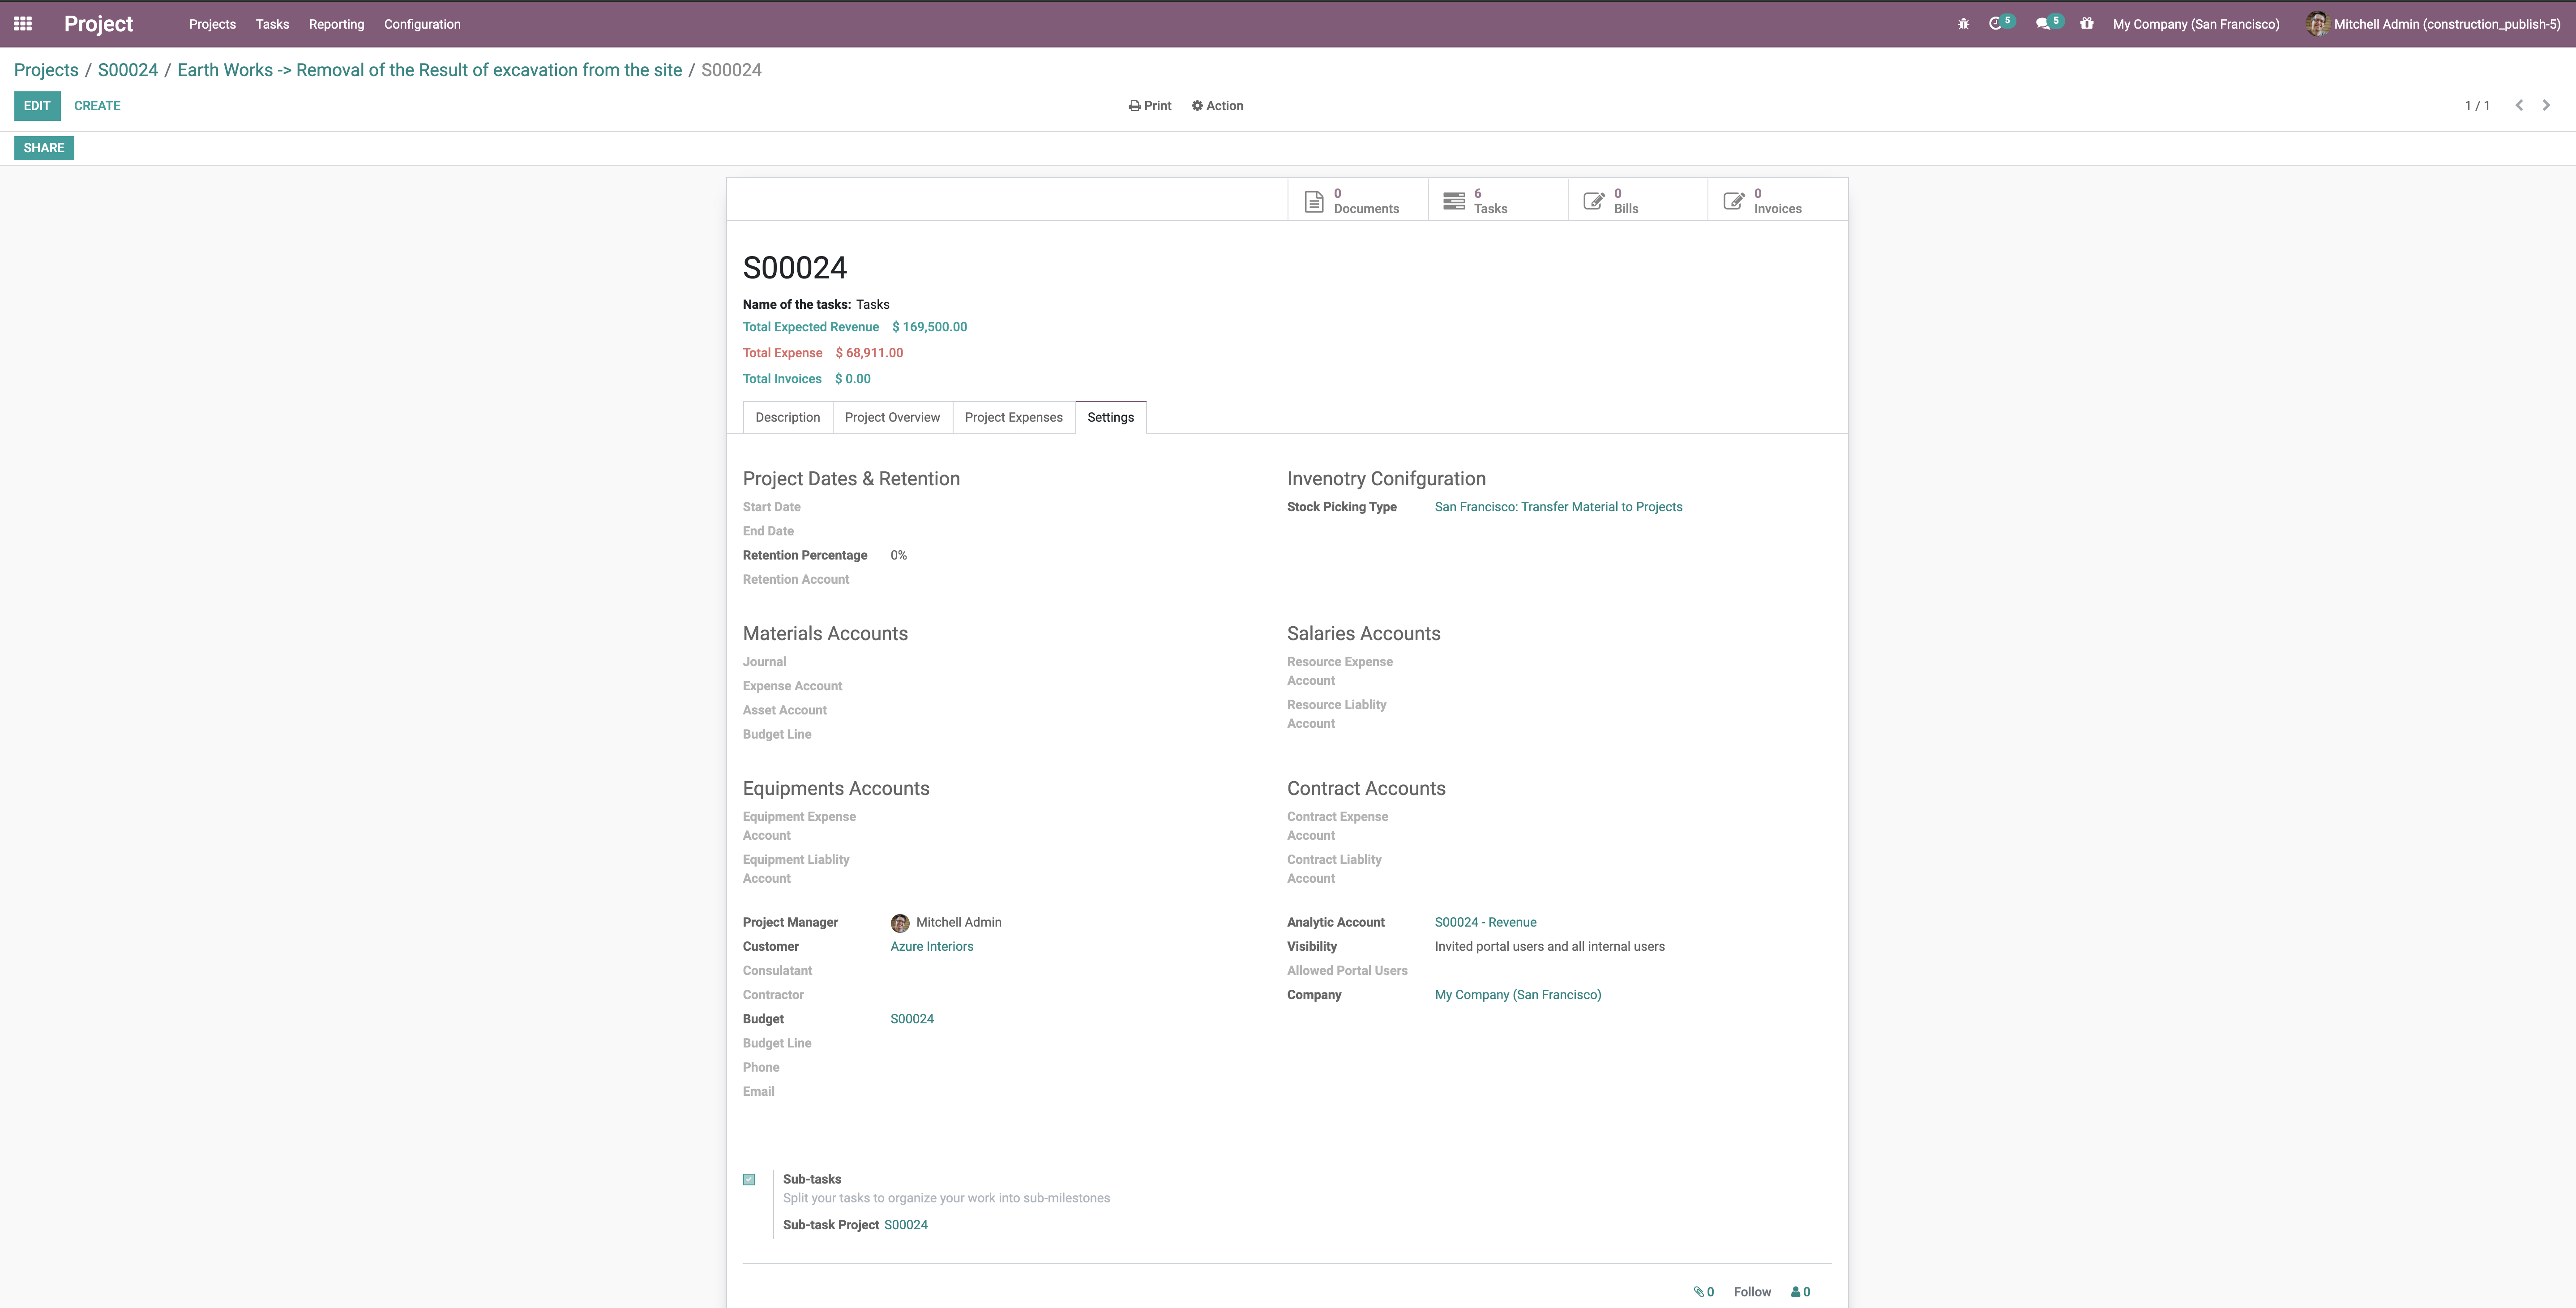 Project Projects Tasks Reporting Configuration 5 5 My Company (San Francisco) Mitchell Admin (construction_publish-5)
Projects / S00024 / Earth Works -> Removal of the Result of excavation from the site / S00024
EDIT CREATE Print Action 1 / 1
SHARE
0 Documents
6 Tasks
0 Bills
0 Invoices
S00024
Name of the tasks: Tasks
Total Expected Revenue $ 169,500.00
Total Expense $ 68,911.00
Total Invoices $ 0.00
Description Project Overview Project Expenses Settings
Project Dates & Retention
Start Date
End Date
Retention Percentage 0%
Retention Account
Invenotry Conifguration
Stock Picking Type San Francisco: Transfer Material to Projects
Materials Accounts
Journal
Expense Account
Asset Account
Budget Line
Salaries Accounts
Resource Expense
Account
Resource Liablity
Account
Equipments Accounts
Equipment Expense
Account
Equipment Liablity
Account
Contract Accounts
Contract Expense
Account
Contract Liablity
Account
Project Manager Mitchell Admin
Customer Azure Interiors
Consulatant
Contractor
Budget S00024
Budget Line
Phone
Email
Analytic Account S00024 - Revenue
Visibility Invited portal users and all internal users
Allowed Portal Users
Company My Company (San Francisco)
Sub-tasks
Split your tasks to organize your work into sub-milestones
Sub-task Project S00024
0 Follow 0